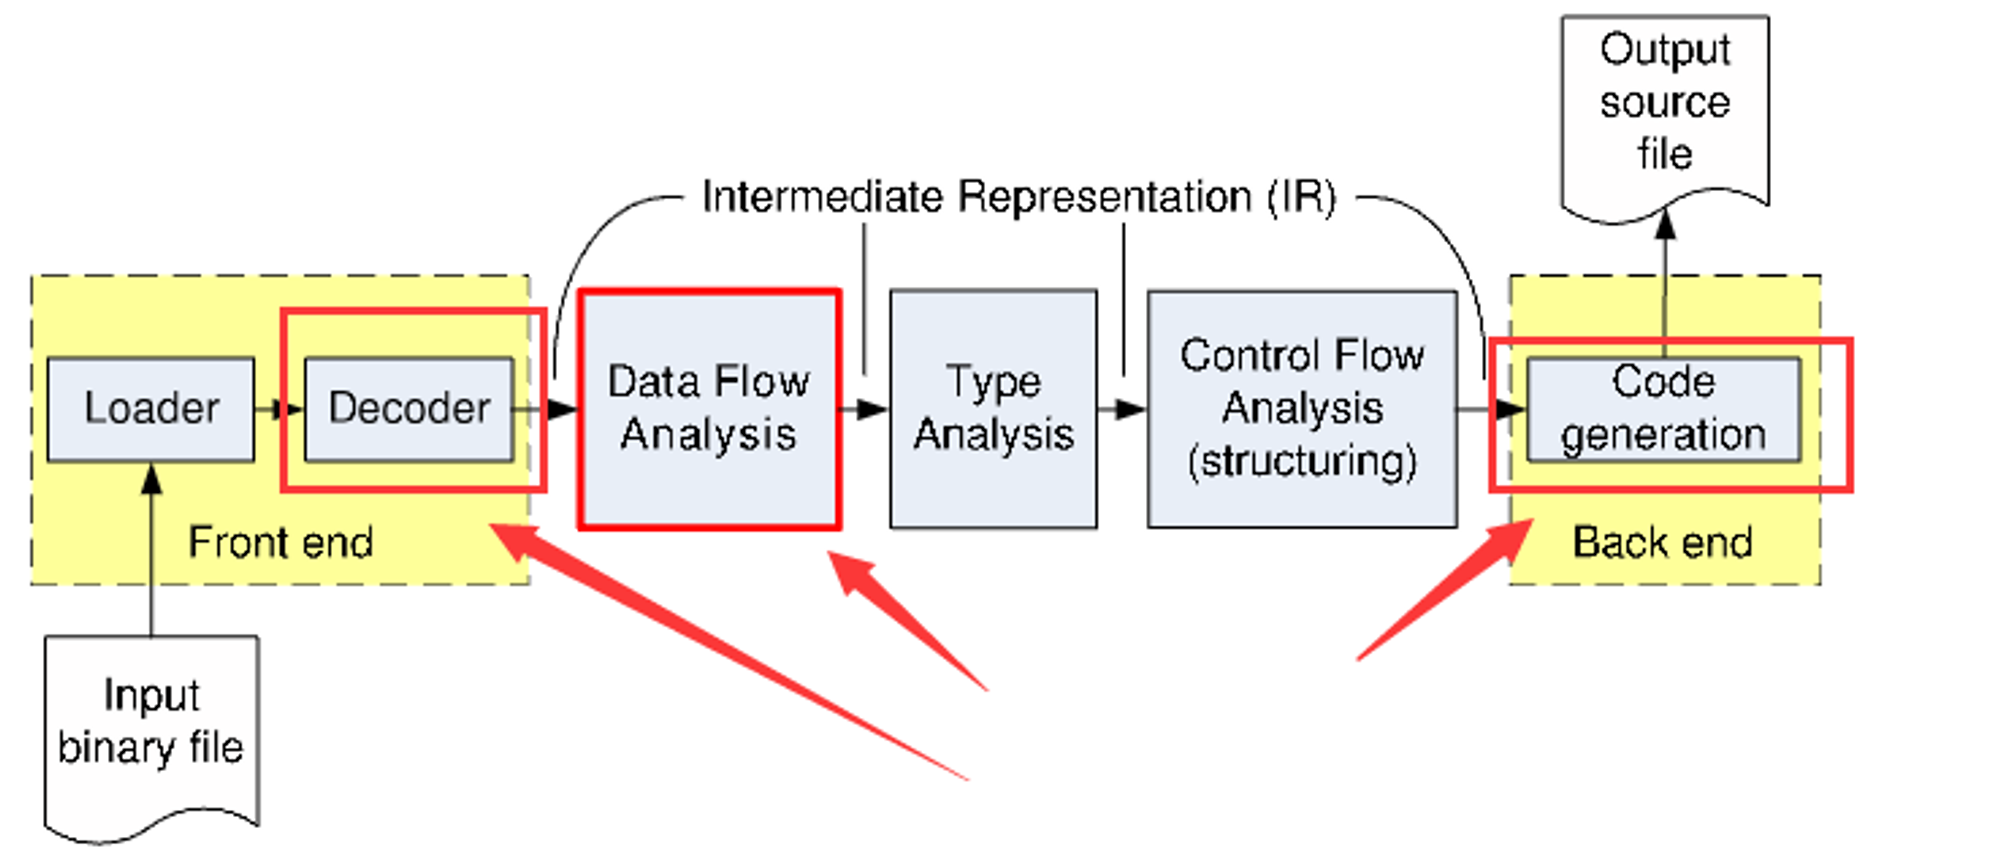 Output
source
file
Intermediate Representation (IR)
Loader
Decoder
Data Flow
Analysis
Type
Analysis
Control Flow
Analysis
(structuring)
Code
generation
Front end
Back end
Input
binary file